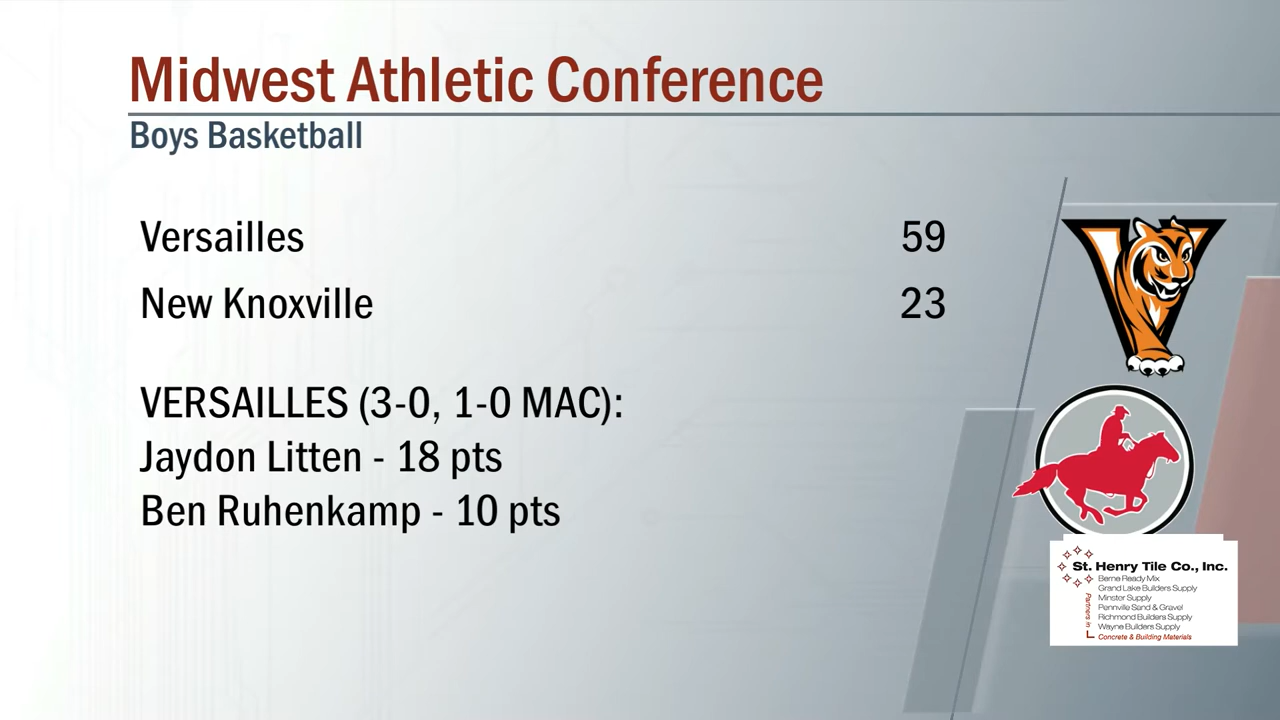 Midwest Athletic Conference
Boys Basketball
Versailles 59
New Knoxville 23
VERSAILLES (3-0, 1-0 MAC):
Jaydon Litten - 18 pts
Ben Ruhenkamp - 10 pts
V
St. Henry Tile Co., Inc.
Berne Ready Mix
Grand Lake Builders Supply
Minster Supply
Pennville Sand & Gravel
Richmond Builders Supply
Wayne Builders Supply
Partners in
Concrete & Building Materials